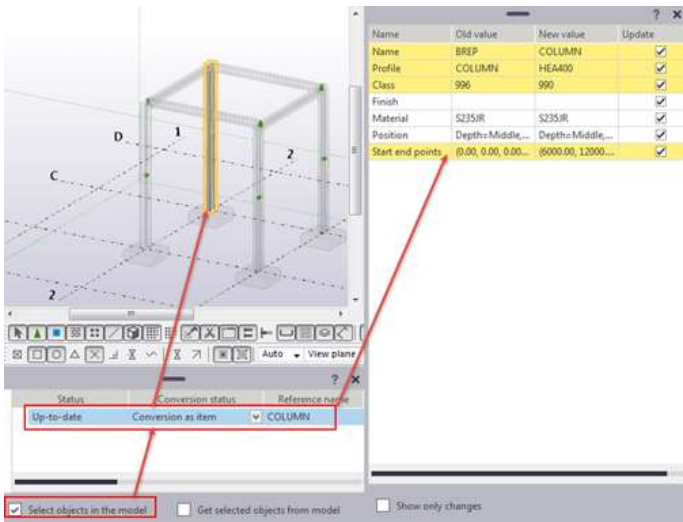 ? ×
Name Old value New value Update
Name BREP COLUMN
Profile COLUMN HEA400
Class 996 990
Finish
Material S235JR S235JR
Position Depth=Middle,... Depth=Middle,...
Start end points (0.00, 0.00, 0.00... (6000.00, 12000....
D 1
2
C
2
Auto View plane
? ×
Status Conversion status Reference name
Up-to-date Conversion as item COLUMN
Select objects in the model Get selected objects from model Show only changes